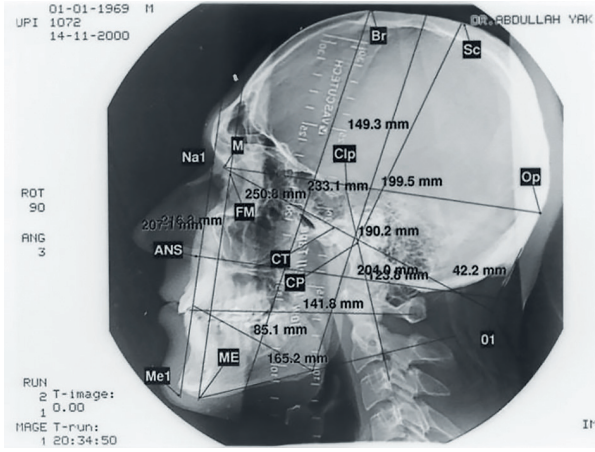 01-01-1969 M
UPI 1072
14-11-2000
DR.ABDULLAH YAK
Br
Sc
149.3 mm
M
Clp
Na1
199.5 mm
Op
233.1 mm
250.8 mm
ROT
90
FM
190.2 mm
ANG
3
ANS
CT
204.0 mm
42.2 mm
CP
141.8 mm
85.1 mm
01
165.2 mm
ME
Me1
RUN
2 T-image:
1 0.00
MAGE T-run:
1 20:34:50
IM